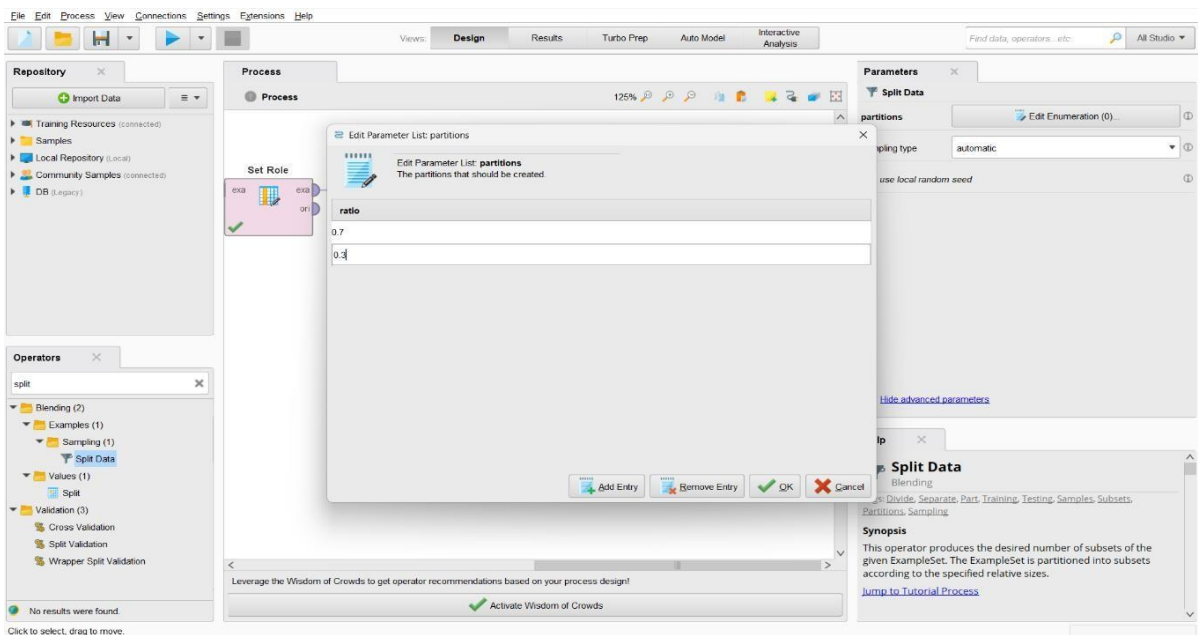 File Edit Process View Connections Settings Extensions Help
Views: Design Results Turbo Prep Auto Model Interactive Analysis
Find data, operators...etc All Studio
Repository
Import Data
Training Resources (connected)
Samples
Local Repository (Local)
Community Samples (connected)
DB (Legacy)
Process
Process
125%
Set Role
exa exa
ori
Edit Parameter List: partitions
Edit Parameter List: partitions
The partitions that should be created.
ratio
0.7
0.3
Add Entry Remove Entry OK Cancel
Parameters
Split Data
partitions Edit Enumeration (0)...
pling type automatic
use local random seed
Hide advanced parameters
Operators
split
Blending (2)
Examples (1)
Sampling (1)
Split Data
Values (1)
Split
Validation (3)
Cross Validation
Split Validation
Wrapper Split Validation
No results were found.
Leverage the Wisdom of Crowds to get operator recommendations based on your process design!
Activate Wisdom of Crowds
lp
Split Data
Blending
s: Divide, Separate, Part, Training, Testing, Samples, Subsets,
Partitions, Sampling
Synopsis
This operator produces the desired number of subsets of the
given ExampleSet. The ExampleSet is partitioned into subsets
according to the specified relative sizes.
Jump to Tutorial Process
Click to select, drag to move.